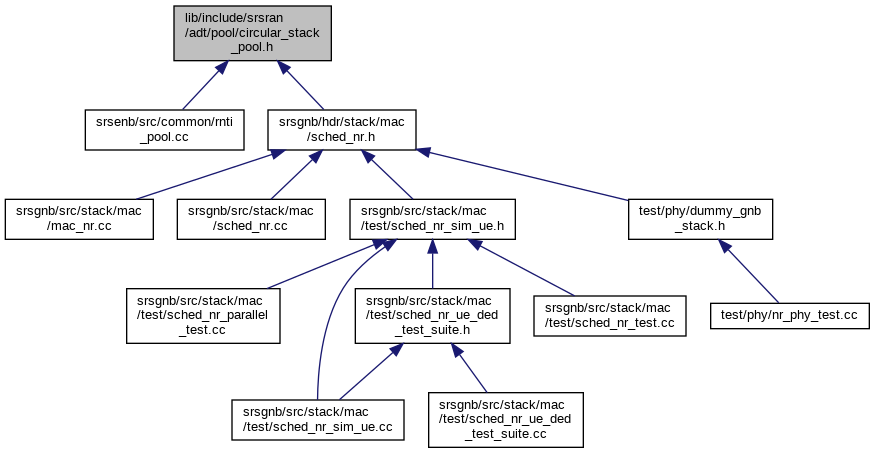 lib/include/srsran
/adt/pool/circular_stack
_pool.h
srsenb/src/common/rnti
_pool.cc
srsgnb/hdr/stack/mac
/sched_nr.h
srsgnb/src/stack/mac
/mac_nr.cc
srsgnb/src/stack/mac
/sched_nr.cc
srsgnb/src/stack/mac
/test/sched_nr_sim_ue.h
test/phy/dummy_gnb
_stack.h
srsgnb/src/stack/mac
/test/sched_nr_parallel
_test.cc
srsgnb/src/stack/mac
/test/sched_nr_ue_ded
_test_suite.h
srsgnb/src/stack/mac
/test/sched_nr_test.cc
test/phy/nr_phy_test.cc
srsgnb/src/stack/mac
/test/sched_nr_sim_ue.cc
srsgnb/src/stack/mac
/test/sched_nr_ue_ded
_test_suite.cc